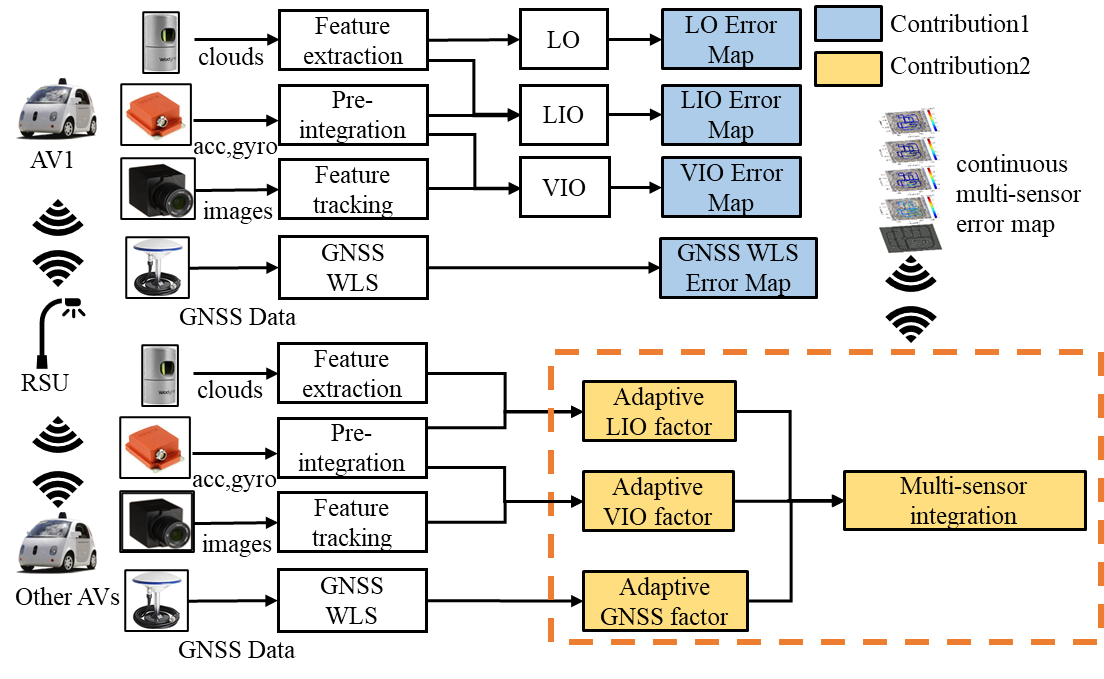 clouds
Feature
extraction
LO
LO Error
Map
Contribution1
Contribution2
AV1
acc,gyro
Pre-
integration
LIO
LIO Error
Map
images
Feature
tracking
VIO
VIO Error
Map
continuous
multi-sensor
error map
GNSS Data
GNSS
WLS
GNSS WLS
Error Map
RSU
clouds
Feature
extraction
Adaptive
LIO factor
acc,gyro
Pre-
integration
images
Feature
tracking
Adaptive
VIO factor
Multi-sensor
integration
Other AVs
GNSS Data
GNSS
WLS
Adaptive
GNSS factor